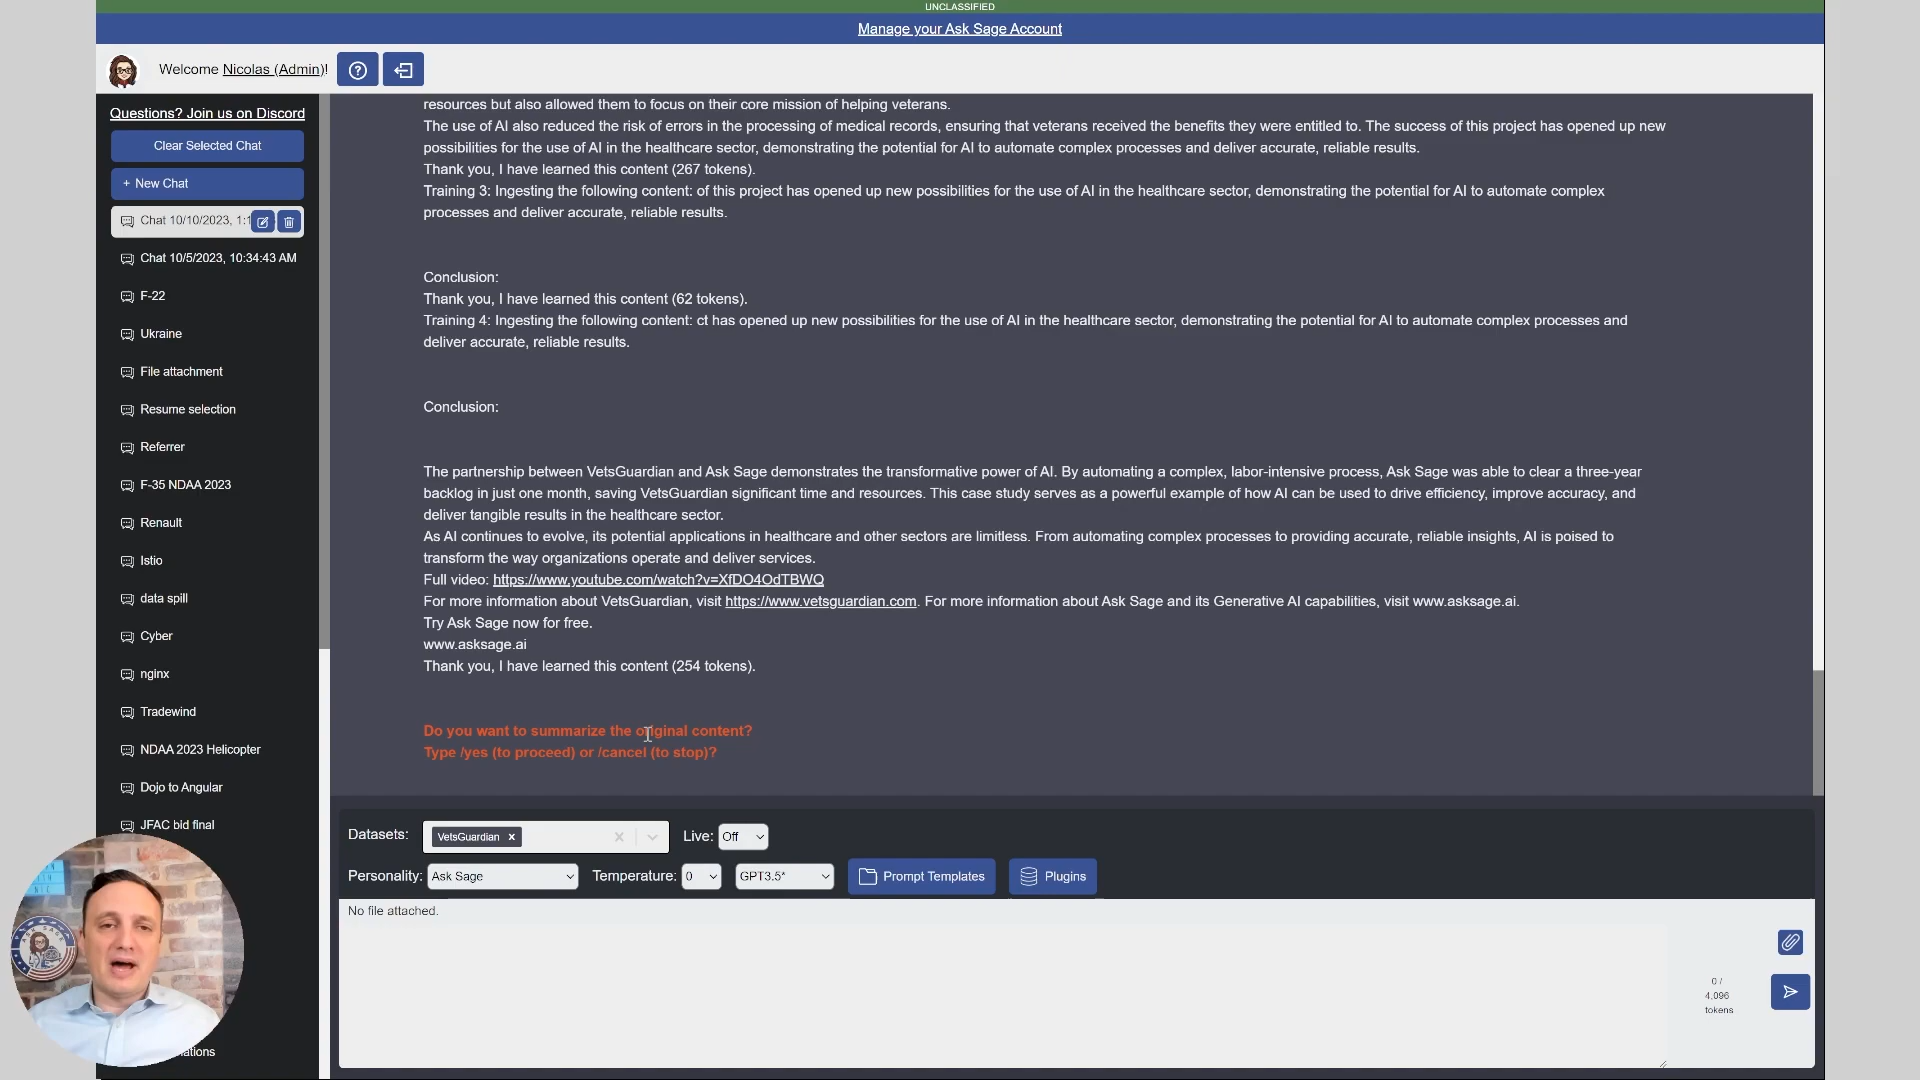 UNCLASSIFIED
Manage your Ask Sage Account
Welcome Nicolas (Admin)!
Questions? Join us on Discord
Clear Selected Chat
+ New Chat
Chat 10/10/2023, 1:1
Chat 10/5/2023, 10:34:43 AM
F-22
Ukraine
File attachment
Resume selection
Referrer
F-35 NDAA 2023
Renault
Istio
data spill
Cyber
nginx
Tradewind
NDAA 2023 Helicopter
Dojo to Angular
JFAC bid final
resources but also allowed them to focus on their core mission of helping veterans.
The use of AI also reduced the risk of errors in the processing of medical records, ensuring that veterans received the benefits they were entitled to. The success of this project has opened up new
possibilities for the use of AI in the healthcare sector, demonstrating the potential for AI to automate complex processes and deliver accurate, reliable results.
Thank you, I have learned this content (267 tokens).
Training 3: Ingesting the following content: of this project has opened up new possibilities for the use of AI in the healthcare sector, demonstrating the potential for AI to automate complex
processes and deliver accurate, reliable results.
Conclusion:
Thank you, I have learned this content (62 tokens).
Training 4: Ingesting the following content: ct has opened up new possibilities for the use of AI in the healthcare sector, demonstrating the potential for AI to automate complex processes and
deliver accurate, reliable results.
Conclusion:
The partnership between VetsGuardian and Ask Sage demonstrates the transformative power of AI. By automating a complex, labor-intensive process, Ask Sage was able to clear a three-year
backlog in just one month, saving VetsGuardian significant time and resources. This case study serves as a powerful example of how AI can be used to drive efficiency, improve accuracy, and
deliver tangible results in the healthcare sector.
As AI continues to evolve, its potential applications in healthcare and other sectors are limitless. From automating complex processes to providing accurate, reliable insights, AI is poised to
transform the way organizations operate and deliver services.
Full video: https://www.youtube.com/watch?v=XfDO4OdTBWQ
For more information about VetsGuardian, visit https://www.vetsguardian.com. For more information about Ask Sage and its Generative AI capabilities, visit www.asksage.ai.
Try Ask Sage now for free.
www.asksage.ai
Thank you, I have learned this content (254 tokens).
Do you want to summarize the original content?
Type /yes (to proceed) or /cancel (to stop)?
Datasets: VetsGuardian Live: Off
Personality: Ask Sage Temperature: 0 GPT3.5* Prompt Templates Plugins
No file attached.
0 /
4,096
tokens
ASK SAGE